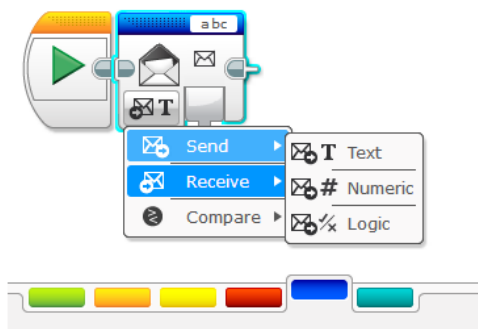 abc
T
Send
Receive
Compare
T Text
# Numeric
Logic